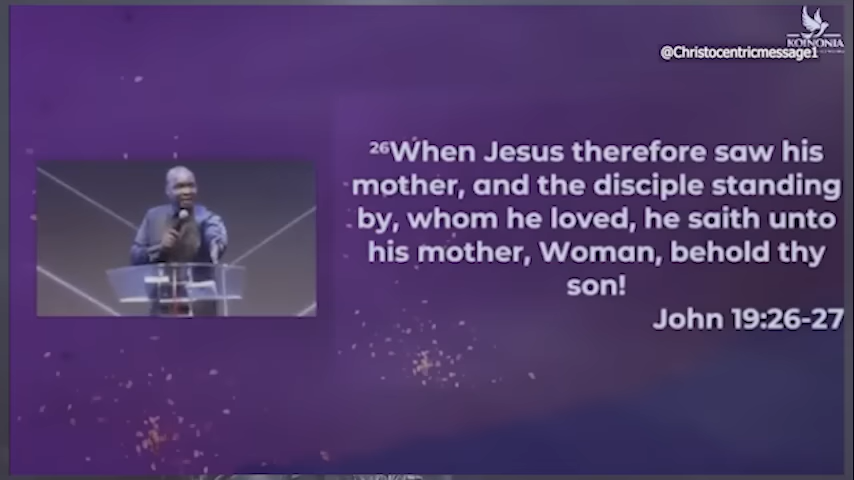 KOINONIA
@Christocentricmessage1
²⁶When Jesus therefore saw his
mother, and the disciple standing
by, whom he loved, he saith unto
his mother, Woman, behold thy
son!
John 19:26-27